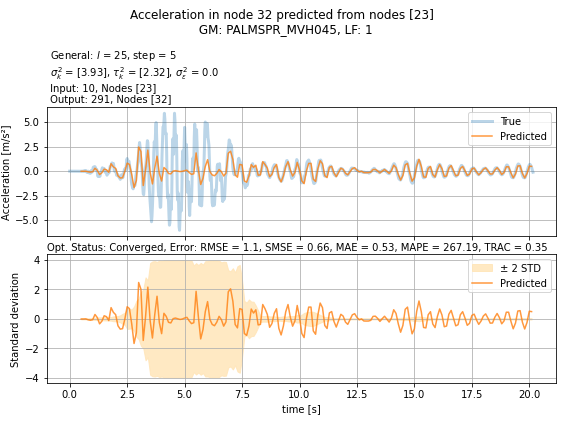 Acceleration in node 32 predicted from nodes [23]
GM: PALMSPR_MVH045, LF: 1
General: l = 25, step = 5
σ²ₖ = [3.93], τ²ₖ = [2.32], σ²ε = 0.0
Input: 10, Nodes [23]
Output: 291, Nodes [32]
Acceleration [m/s²]
5.0
2.5
0.0
−2.5
−5.0
True
Predicted
Opt. Status: Converged, Error: RMSE = 1.1, SMSE = 0.66, MAE = 0.53, MAPE = 267.19, TRAC = 0.35
Standard deviation
4
2
0
−2
−4
± 2 STD
Predicted
0.0 2.5 5.0 7.5 10.0 12.5 15.0 17.5 20.0
time [s]